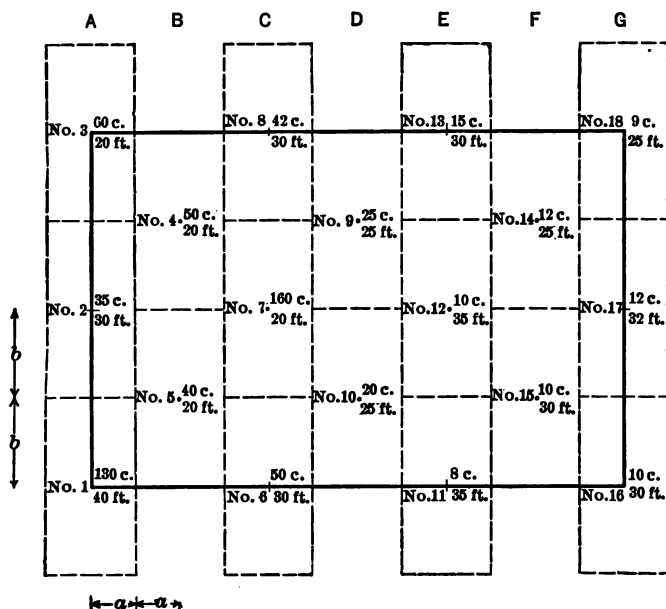 A B C D E F G
No. 3 60 c. No. 8 42 c. No.13 15 c. No.18 9 c.
20 ft. 30 ft. 30 ft. 25 ft.
No. 4 50 c. No. 9 25 c. No.14 12 c.
20 ft. 25 ft. 25 ft.
No. 2 35 c. No. 7 160 c. No.12 10 c. No.17 12 c.
30 ft. 20 ft. 35 ft. 32 ft.
b
No. 5 40 c. No.10 20 c. No.15 10 c.
20 ft. 25 ft. 30 ft.
b
130 c. 50 c. 8 c. 10 c.
No. 1 40 ft. No. 6 30 ft. No.11 35 ft. No.16 30 ft.
a a